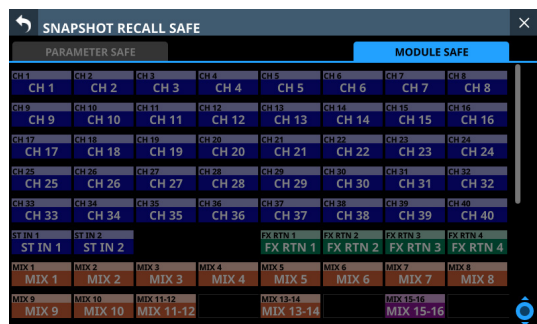 SNAPSHOT RECALL SAFE
PARAMETER SAFE MODULE SAFE
CH 1 CH 2 CH 3 CH 4 CH 5 CH 6 CH 7 CH 8
CH 1 CH 2 CH 3 CH 4 CH 5 CH 6 CH 7 CH 8
CH 9 CH 10 CH 11 CH 12 CH 13 CH 14 CH 15 CH 16
CH 9 CH 10 CH 11 CH 12 CH 13 CH 14 CH 15 CH 16
CH 17 CH 18 CH 19 CH 20 CH 21 CH 22 CH 23 CH 24
CH 17 CH 18 CH 19 CH 20 CH 21 CH 22 CH 23 CH 24
CH 25 CH 26 CH 27 CH 28 CH 29 CH 30 CH 31 CH 32
CH 25 CH 26 CH 27 CH 28 CH 29 CH 30 CH 31 CH 32
CH 33 CH 34 CH 35 CH 36 CH 37 CH 38 CH 39 CH 40
CH 33 CH 34 CH 35 CH 36 CH 37 CH 38 CH 39 CH 40
ST IN 1 ST IN 2 FX RTN 1 FX RTN 2 FX RTN 3 FX RTN 4
ST IN 1 ST IN 2 FX RTN 1 FX RTN 2 FX RTN 3 FX RTN 4
MIX 1 MIX 2 MIX 3 MIX 4 MIX 5 MIX 6 MIX 7 MIX 8
MIX 1 MIX 2 MIX 3 MIX 4 MIX 5 MIX 6 MIX 7 MIX 8
MIX 9 MIX 10 MIX 11-12 MIX 13-14 MIX 15-16
MIX 9 MIX 10 MIX 11-12 MIX 13-14 MIX 15-16